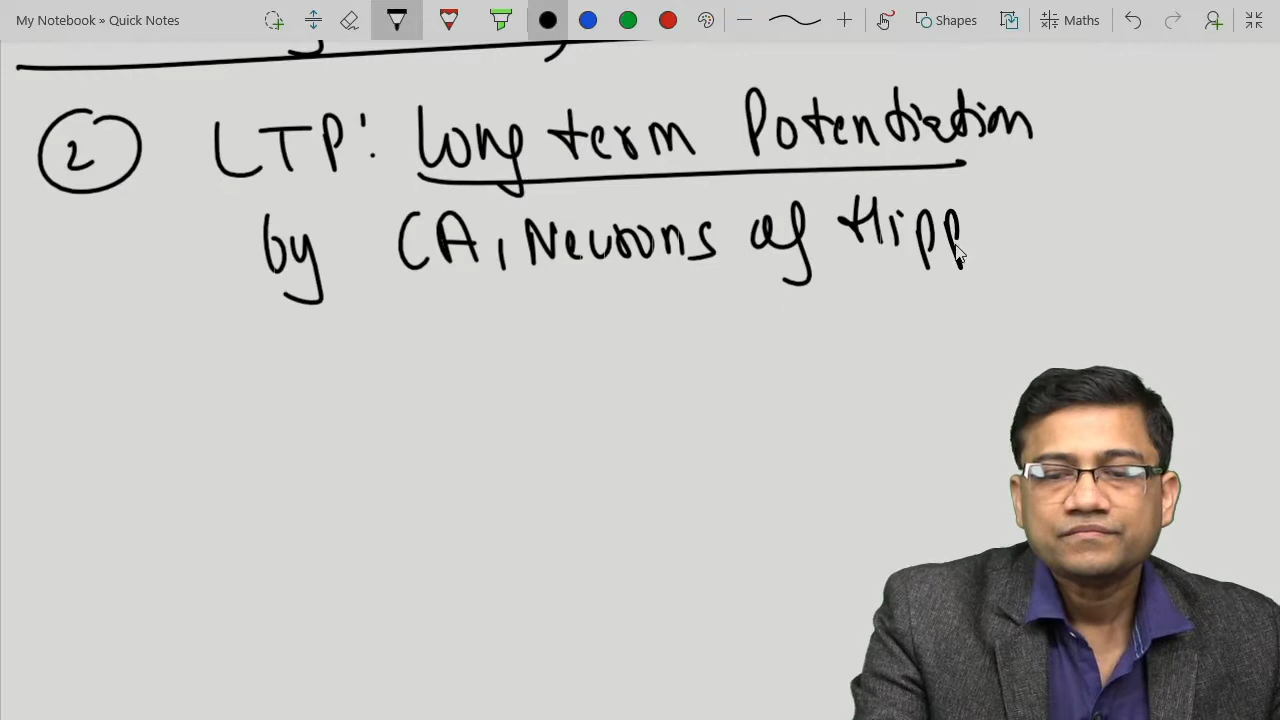 My Notebook » Quick Notes Shapes Maths
2 LTP: Long term Potentiation
by CA1 Neurons of Hipp